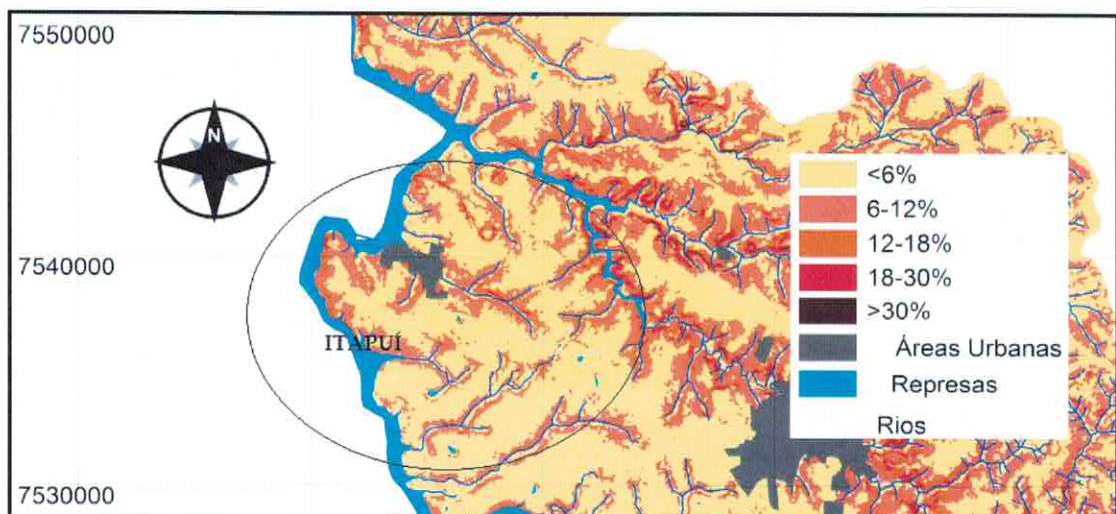 7550000
N
7540000
ITAPUÍ
7530000
<6%
6-12%
12-18%
18-30%
>30%
Áreas Urbanas
Represas
Rios